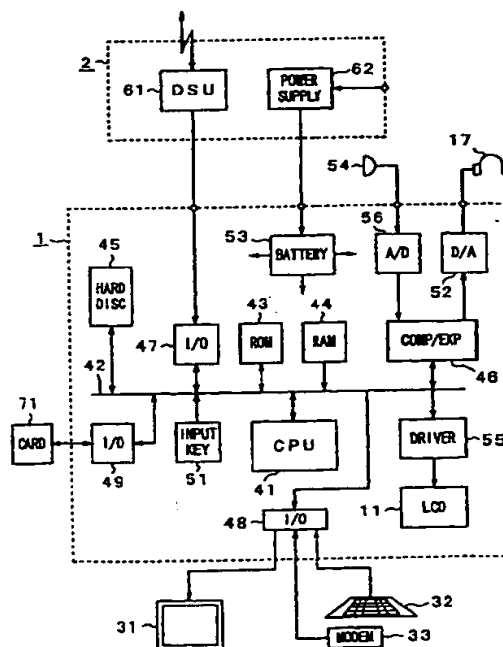 2
61
DSU
POWER
SUPPLY
62
17
54
1
45
HARD
DISC
53
BATTERY
56
A/D
D/A
52
43
44
47
I/O
ROM
RAM
COMP/EXP
46
42
71
CARD
I/O
49
INPUT
KEY
51
CPU
41
DRIVER
55
48
I/O
11
LCD
31
32
MODEM
33